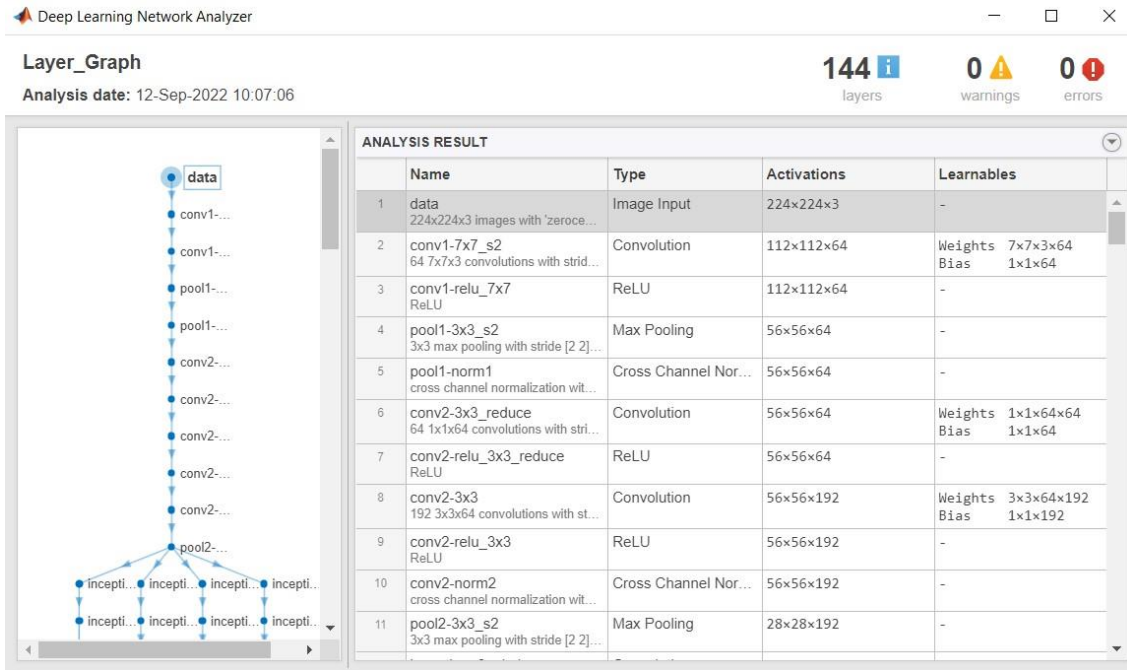 Deep Learning Network Analyzer
Layer_Graph
Analysis date: 12-Sep-2022 10:07:06
144 i
layers
0
warnings
0
errors
data
conv1-...
conv1-...
pool1-...
pool1-...
conv2-...
conv2-...
conv2-...
conv2-...
conv2-...
pool2-...
incepti... incepti... incepti... incepti...
incepti... incepti... incepti... incepti...
ANALYSIS RESULT
Name Type Activations Learnables
1 data Image Input 224×224×3 -
224x224x3 images with 'zeroce...
2 conv1-7x7_s2 Convolution 112×112×64 Weights 7×7×3×64
64 7x7x3 convolutions with strid... Bias 1×1×64
3 conv1-relu_7x7 ReLU 112×112×64 -
ReLU
4 pool1-3x3_s2 Max Pooling 56×56×64 -
3x3 max pooling with stride [2 2]...
5 pool1-norm1 Cross Channel Nor... 56×56×64 -
cross channel normalization wit...
6 conv2-3x3_reduce Convolution 56×56×64 Weights 1×1×64×64
64 1x1x64 convolutions with stri... Bias 1×1×64
7 conv2-relu_3x3_reduce ReLU 56×56×64 -
ReLU
8 conv2-3x3 Convolution 56×56×192 Weights 3×3×64×192
192 3x3x64 convolutions with st... Bias 1×1×192
9 conv2-relu_3x3 ReLU 56×56×192 -
ReLU
10 conv2-norm2 Cross Channel Nor... 56×56×192 -
cross channel normalization wit...
11 pool2-3x3_s2 Max Pooling 28×28×192 -
3x3 max pooling with stride [2 2]...